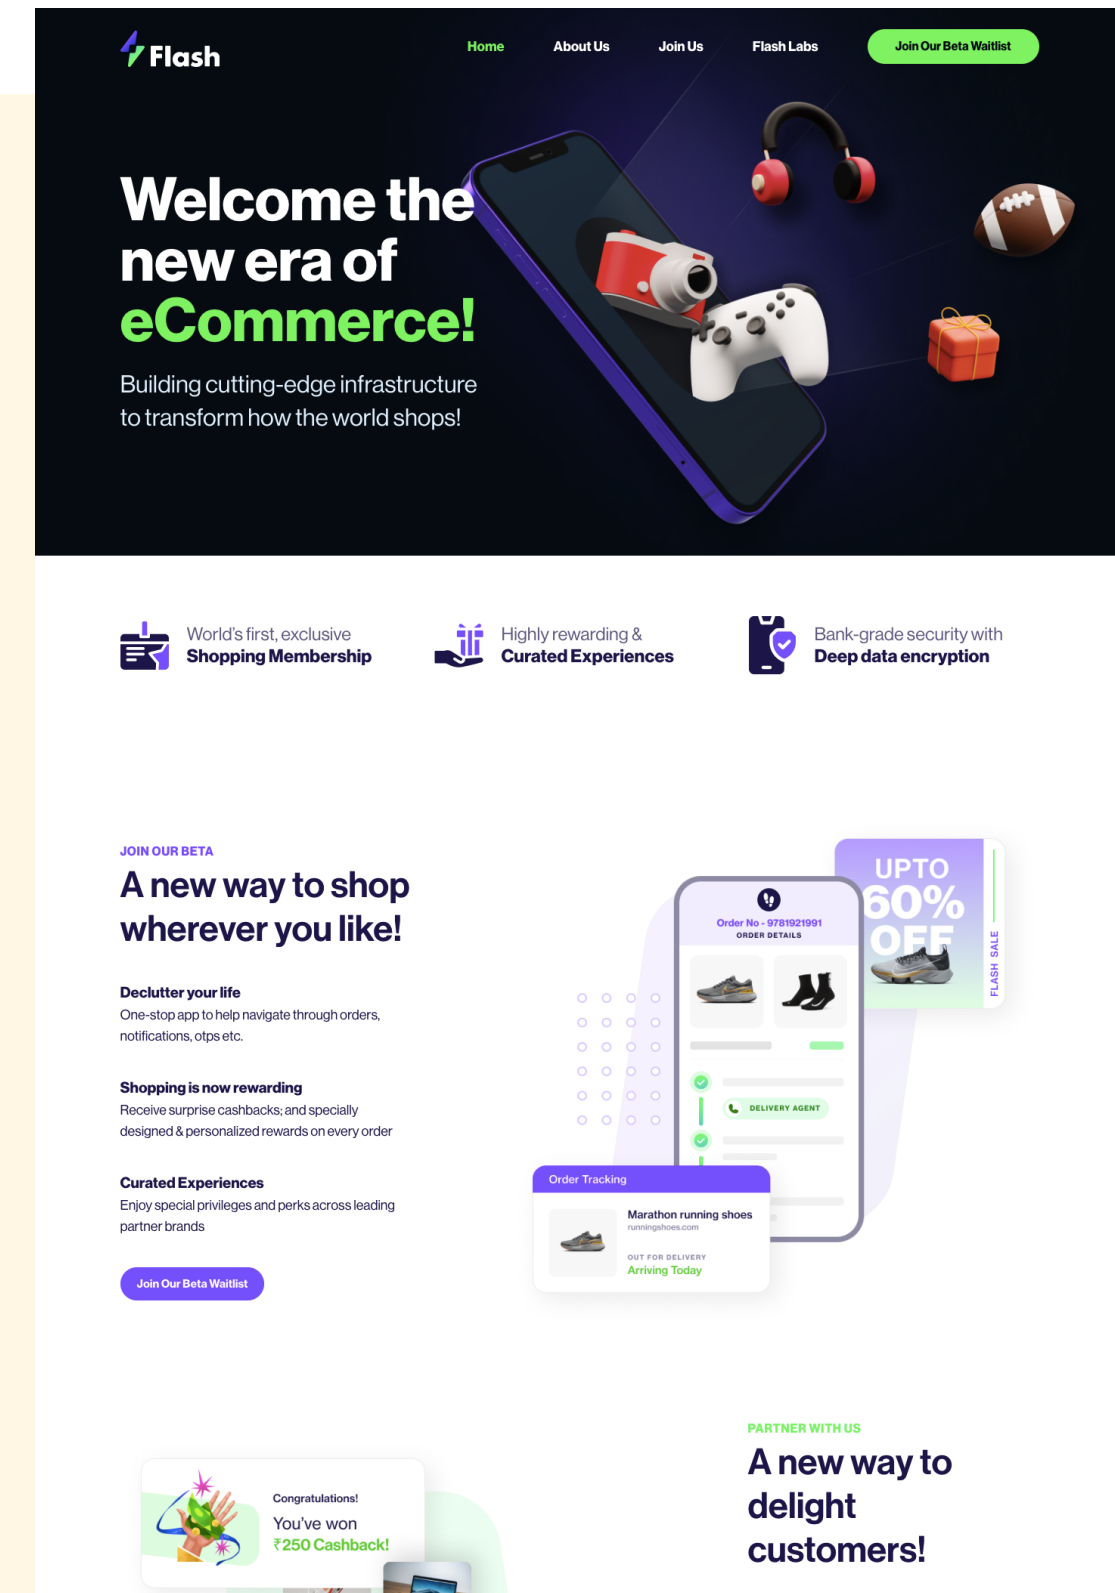 Flash
Home
About Us
Join Us
Flash Labs
Join Our Beta Waitlist
Welcome the
new era of
eCommerce!
Building cutting-edge infrastructure
to transform how the world shops!
World's first, exclusive
Shopping Membership
Highly rewarding &
Curated Experiences
Bank-grade security with
Deep data encryption
JOIN OUR BETA
A new way to shop
wherever you like!
Declutter your life
One-stop app to help navigate through orders,
notifications, otps etc.
Shopping is now rewarding
Receive surprise cashbacks; and specially
designed & personalized rewards on every order
Curated Experiences
Enjoy special privileges and perks across leading
partner brands
Join Our Beta Waitlist
UPTO
60%
OFF
FLASH SALE
Order No - 9781921991
ORDER DETAILS
DELIVERY AGENT
Order Tracking
Marathon running shoes
runningshoes.com
OUT FOR DELIVERY
Arriving Today
PARTNER WITH US
A new way to
delight
customers!
Congratulations!
You've won
₹250 Cashback!